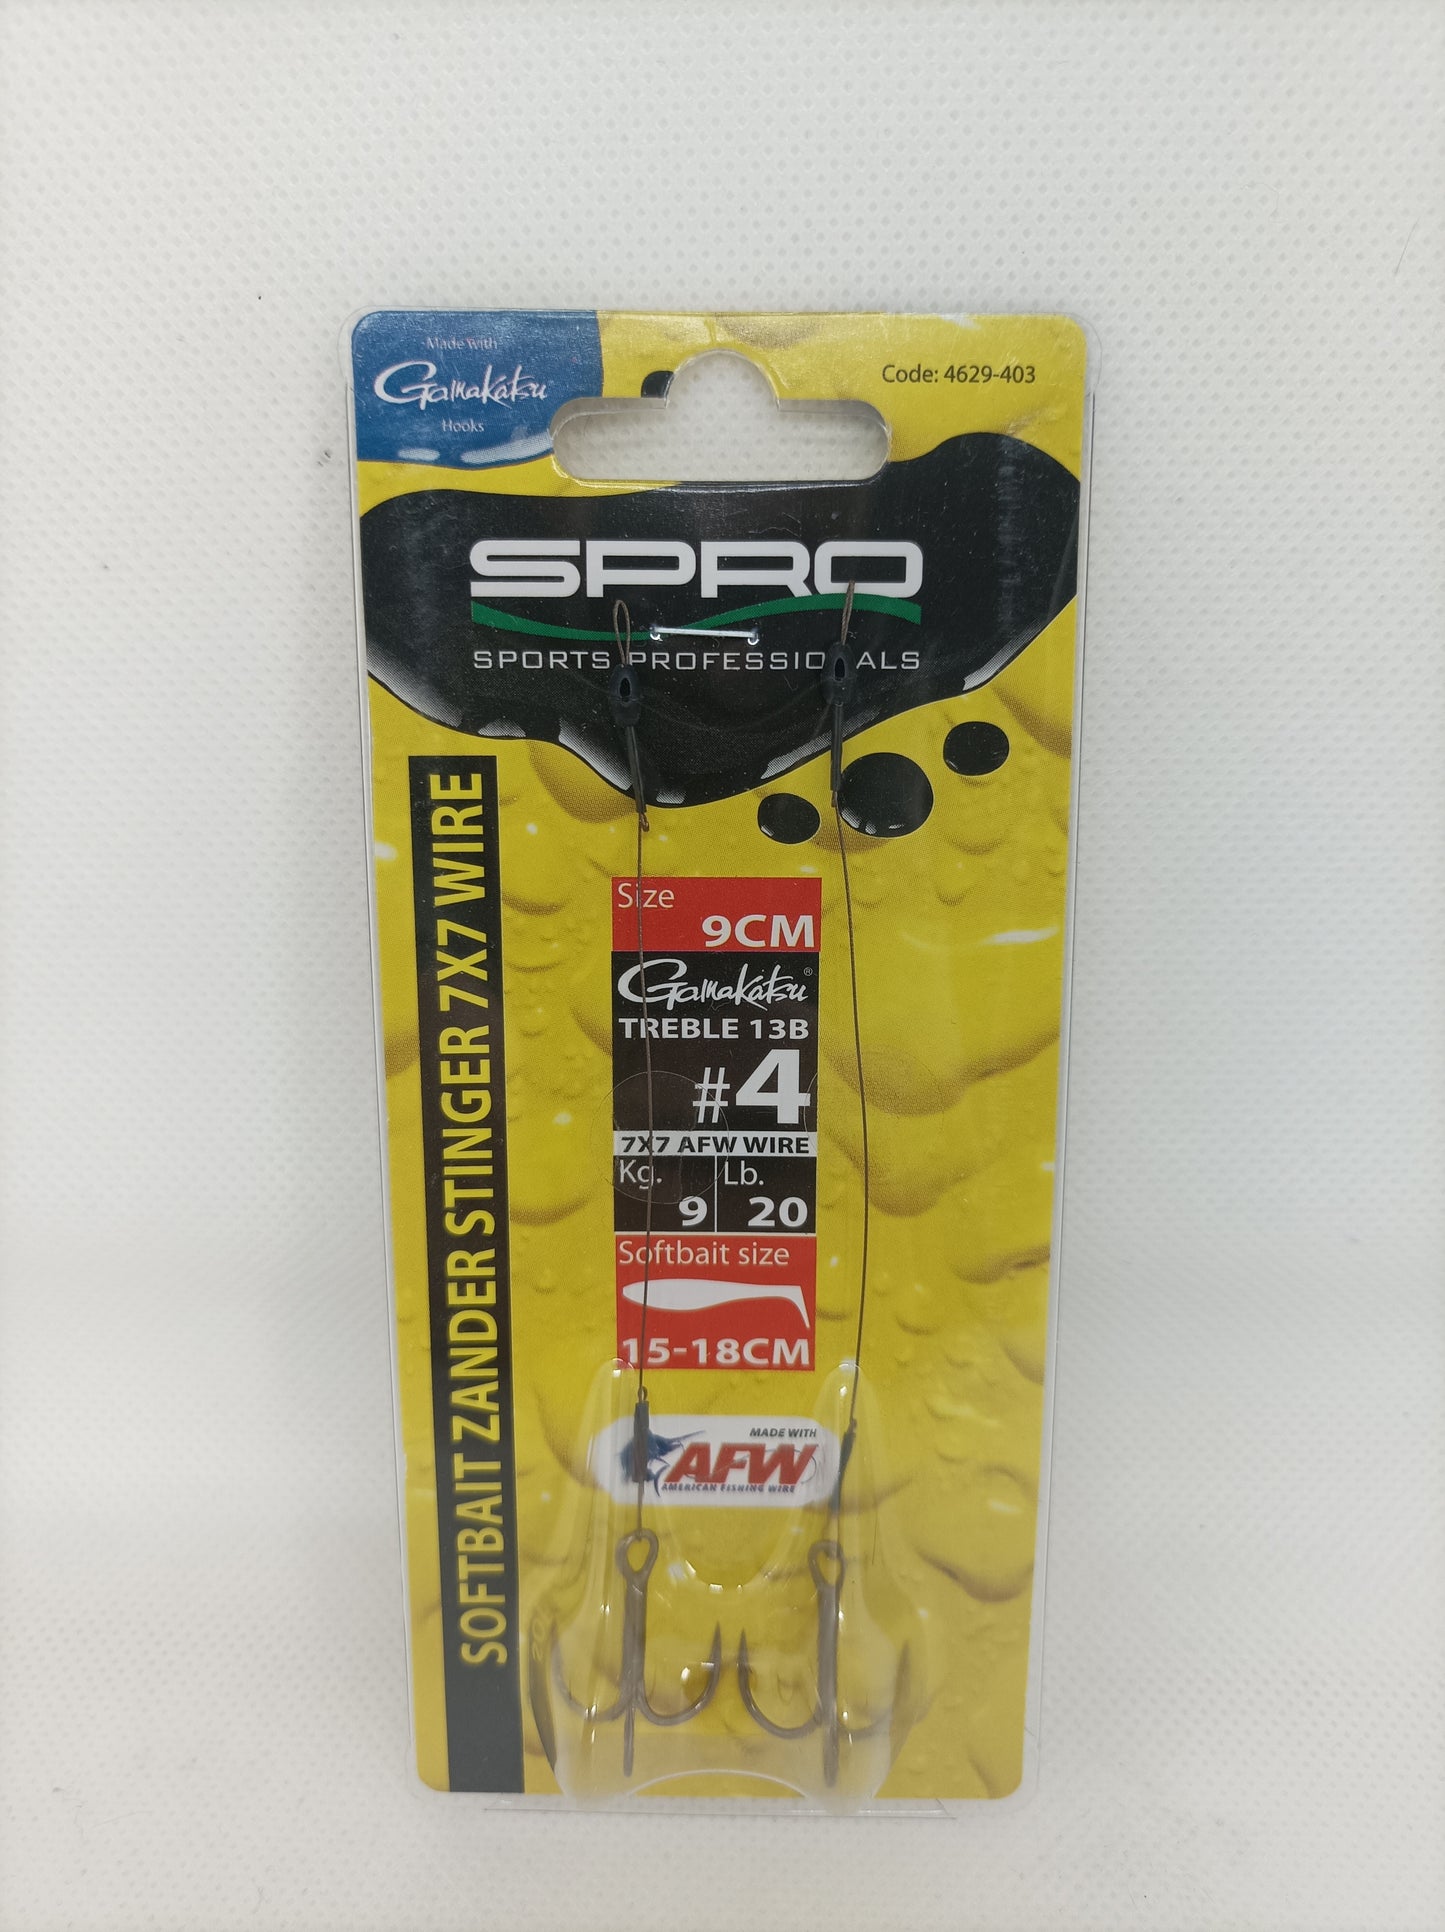 Made with
Gamakatsu
Hooks
Code: 4629-403
SPRO
SPORTS PROFESSIONALS
SOFTBAIT ZANDER STINGER 7X7 WIRE
Size
9CM
Gamakatsu®
TREBLE 13B
#4
7X7 AFW WIRE
Kg. Lb.
9 20
Softbait size
15-18CM
MADE WITH
AFW
AMERICAN FISHING WIRE